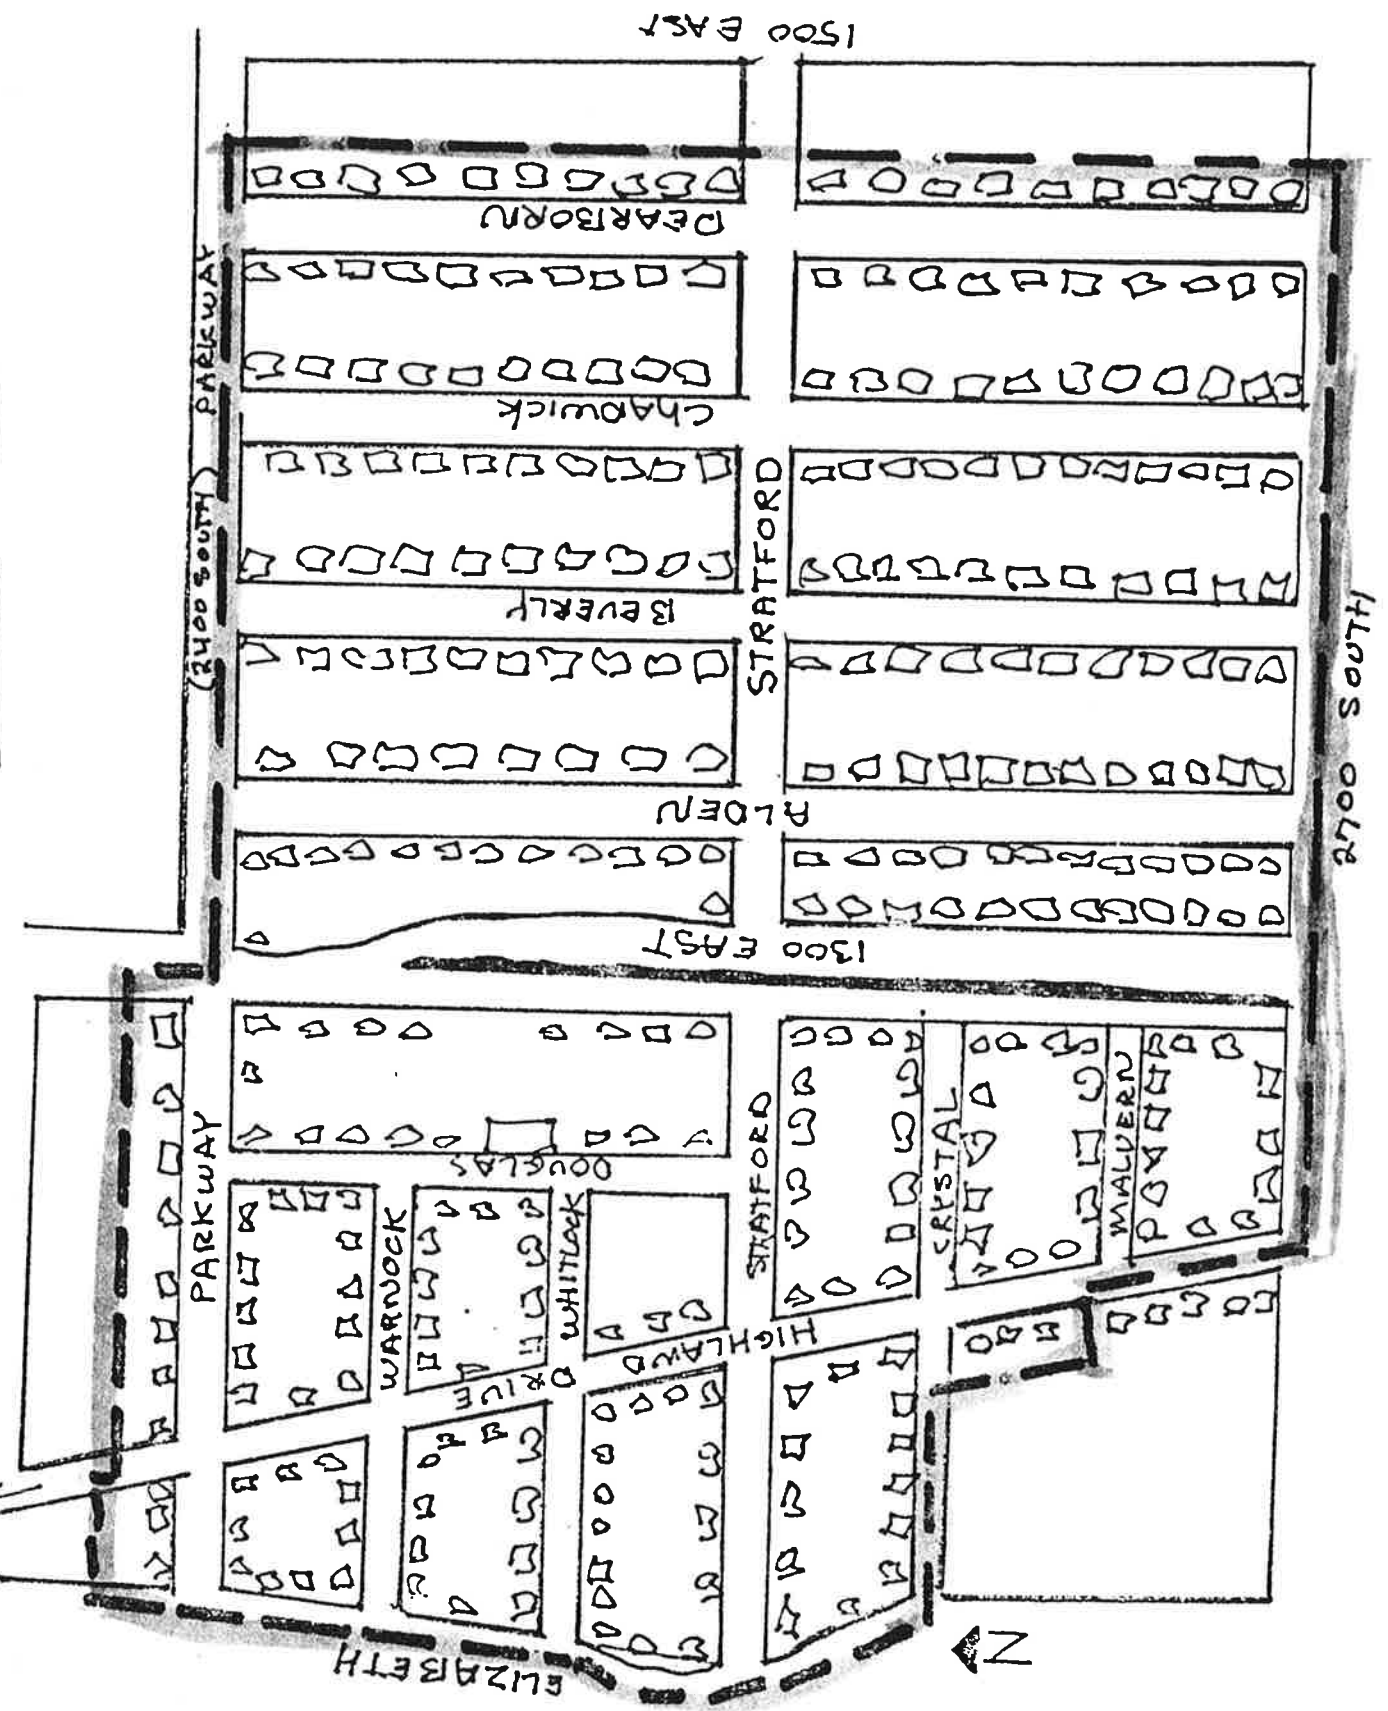 1500 EAST
DEARBORN
PARKWAY
(2400 SOUTH)
CHADWICK
STRATFORD
BEVERLY
2700 SOUTH
ALDEN
1300 EAST
PARKWAY
DOUGLAS
STRATFORD
CRYSTAL
MALVERN
WARNOCK
WHITLOCK
HIGHLAND
DRIVE
ELIZABETH
N